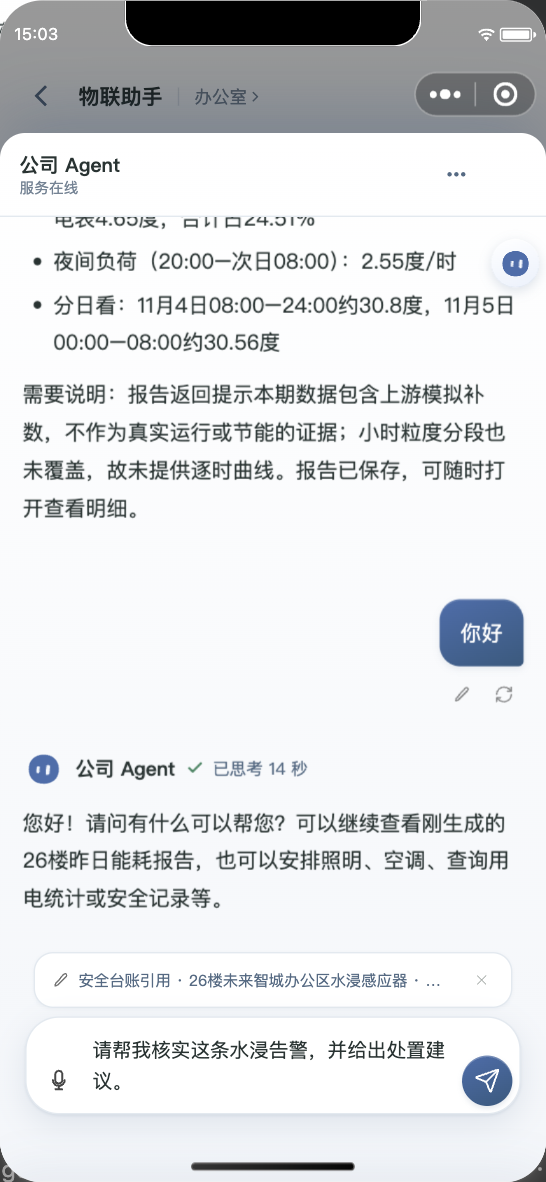 15:03
物联助手
办公室
公司 Agent
服务在线
电表4.65度，合计占24.51%
夜间负荷（20:00—次日08:00）：2.55度/时
分日看：11月4日08:00—24:00约30.8度，11月5日
00:00—08:00约30.56度
需要说明：报告返回提示本期数据包含上游模拟补
数，不作为真实运行或节能的证据；小时粒度分段也
未覆盖，故未提供逐时曲线。报告已保存，可随时打
开查看明细。
你好
公司 Agent 已思考 14 秒
您好！请问有什么可以帮您？可以继续查看刚生成的
26楼昨日能耗报告，也可以安排照明、空调、查询用
电统计或安全记录等。
安全台账引用 · 26楼未来智城办公区水浸感应器 · ...
请帮我核实这条水浸告警，并给出处置建
议。